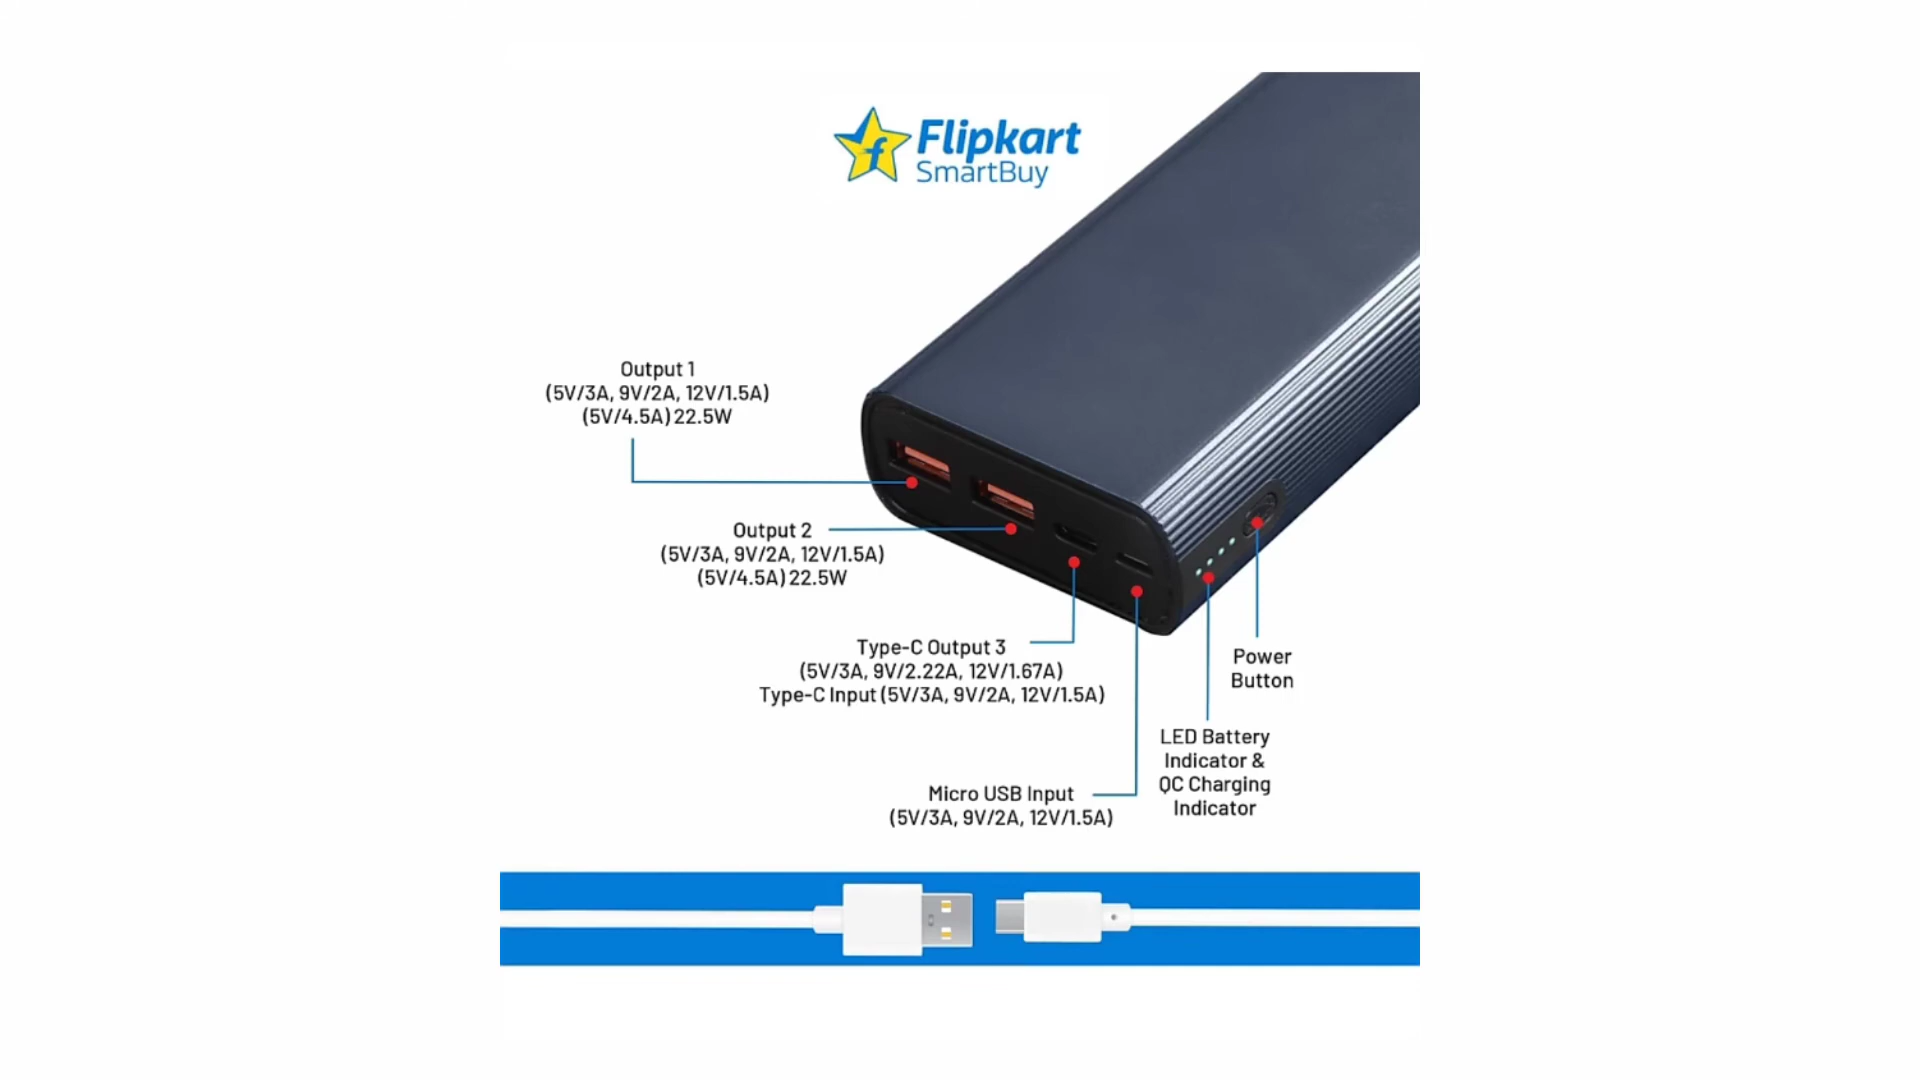 Flipkart
SmartBuy
Output 1
(5V/3A, 9V/2A, 12V/1.5A)
(5V/4.5A) 22.5W
Output 2
(5V/3A, 9V/2A, 12V/1.5A)
(5V/4.5A) 22.5W
Type-C Output 3
(5V/3A, 9V/2.22A, 12V/1.67A)
Type-C Input (5V/3A, 9V/2A, 12V/1.5A)
Power
Button
LED Battery
Indicator &
QC Charging
Indicator
Micro USB Input
(5V/3A, 9V/2A, 12V/1.5A)